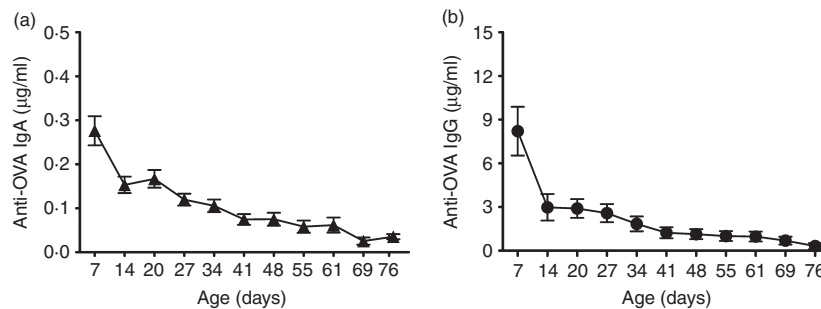 (a)
0·5
0·4
0·3
0·2
0·1
0·0
Anti-OVA IgA (µg/ml)
7 14 20 27 34 41 48 55 61 69 76
Age (days)
(b)
15
12
9
6
3
0
Anti-OVA IgG (µg/ml)
7 14 20 27 34 41 48 55 61 69 76
Age (days)